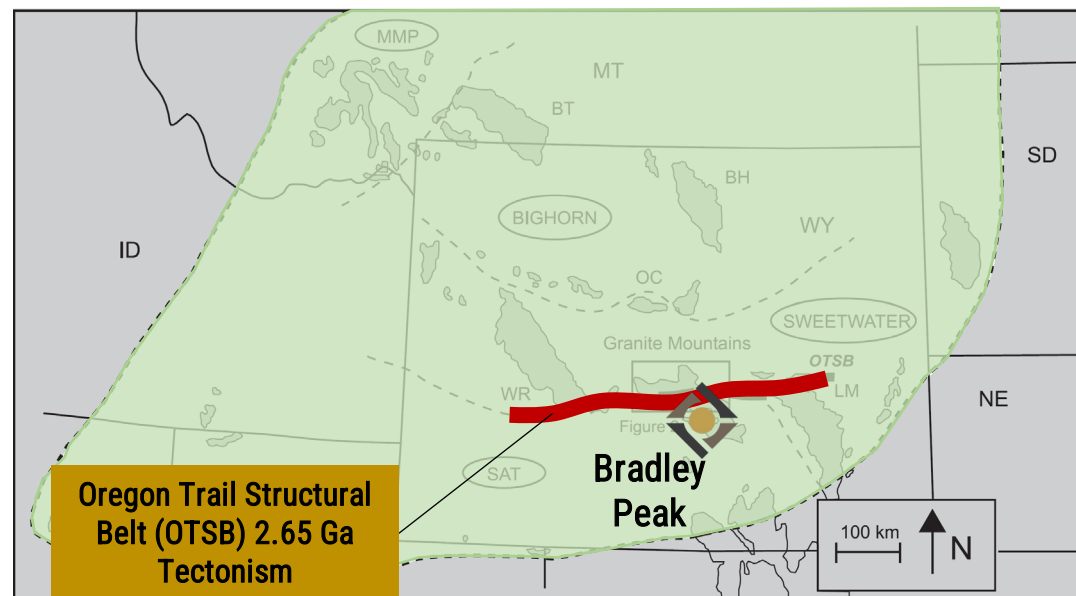 MMP
MT
BT
SD
BH
BIGHORN
WY
ID
OC
SWEETWATER
Granite Mountains
OTSB
WR
LM
NE
Figure
Bradley
Peak
SAT
Oregon Trail Structural
Belt (OTSB) 2.65 Ga
Tectonism
100 km
N